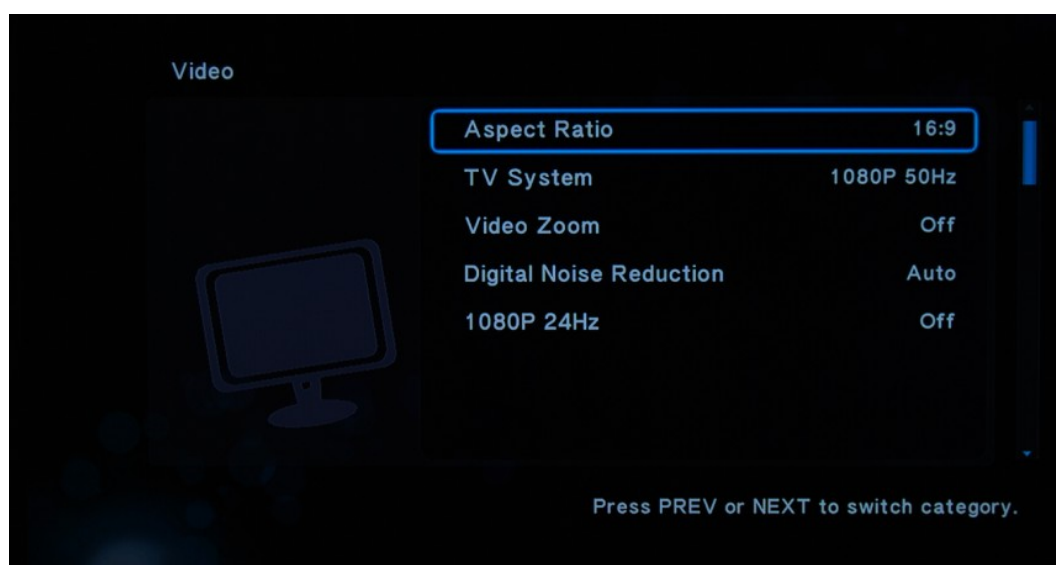 Video
Aspect Ratio 16:9
TV System 1080P 50Hz
Video Zoom Off
Digital Noise Reduction Auto
1080P 24Hz Off
Press PREV or NEXT to switch category.